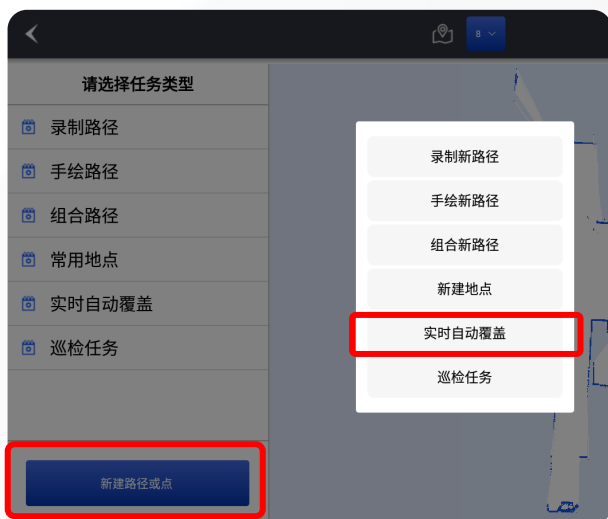 8
请选择任务类型
录制路径
手绘路径
组合路径
常用地点
实时自动覆盖
巡检任务
新建路径或点
录制新路径
手绘新路径
组合新路径
新建地点
实时自动覆盖
巡检任务